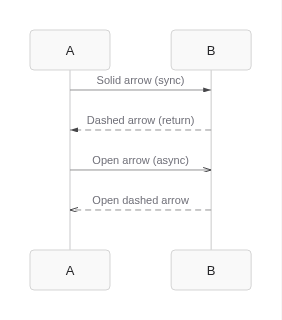 A
B
Solid arrow (sync)
Dashed arrow (return)
Open arrow (async)
Open dashed arrow
A
B